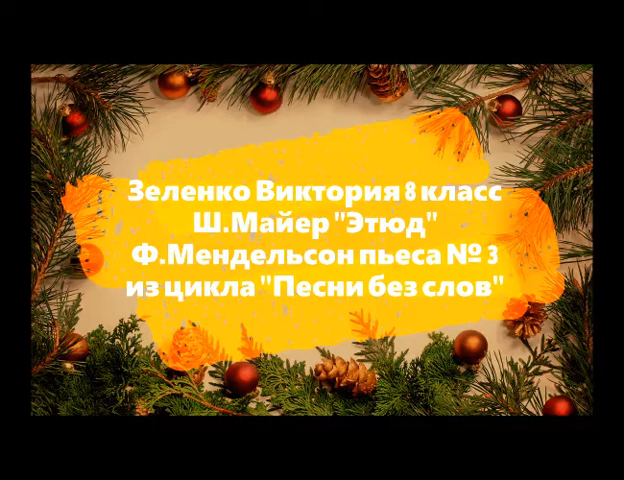 Зеленко Виктория 8 класс
Ш.Майер "Этюд"
Ф.Мендельсон пьеса № 3
из цикла "Песни без слов"